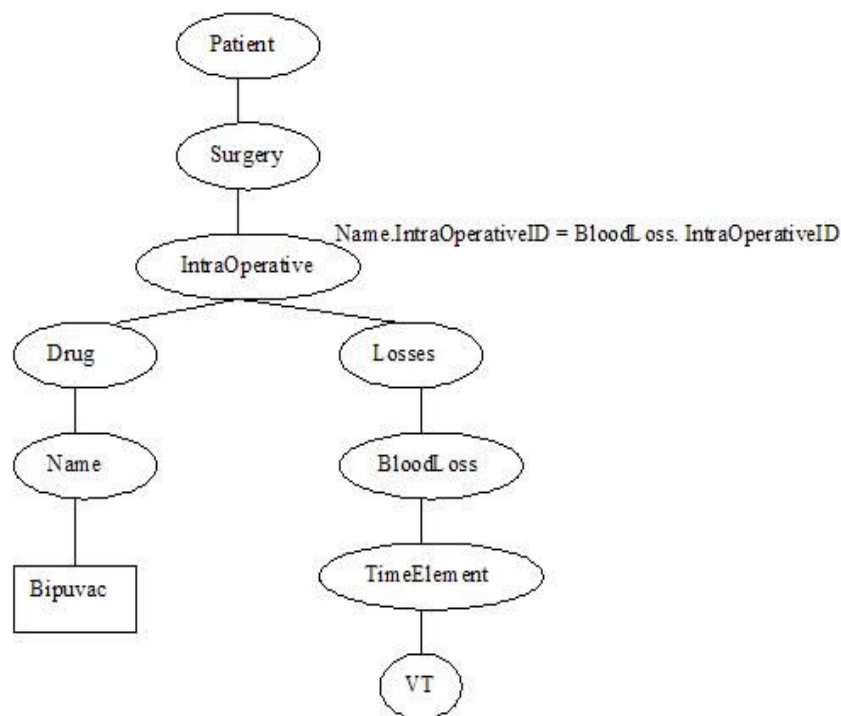 Patient
Surgery
Name.IntraOperativeID = BloodLoss. IntraOperativeID
IntraOperative
Drug
Losses
Name
BloodLoss
Bipuvac
TimeElement
VT